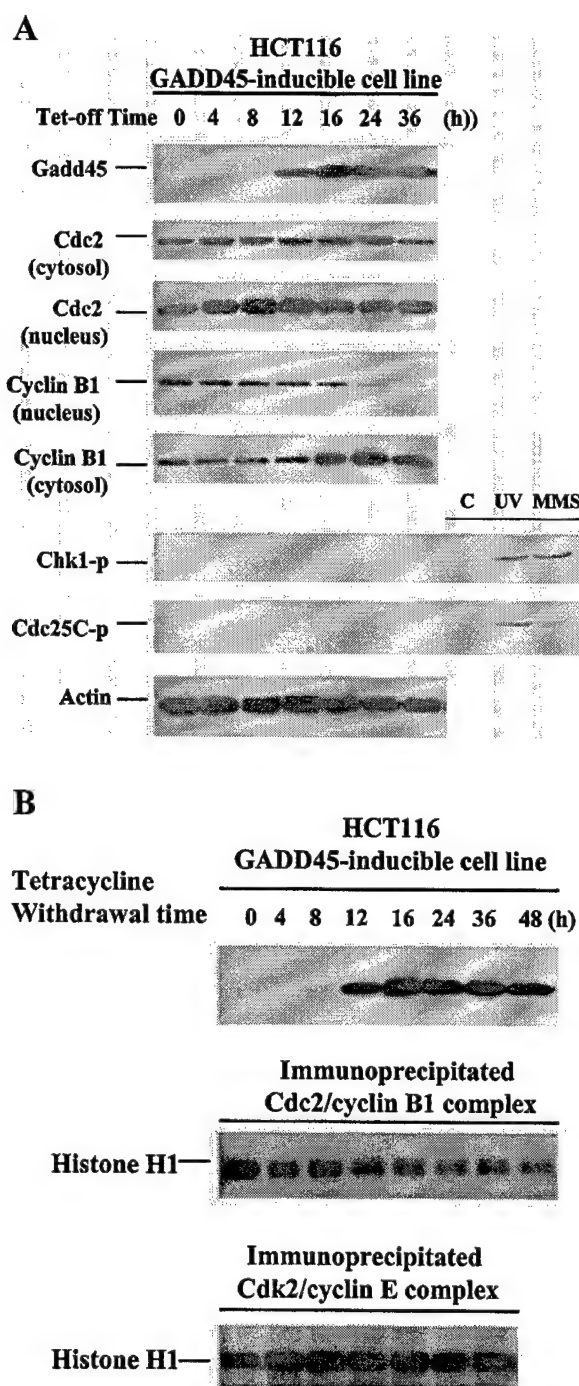 A
HCT116
GADD45-inducible cell line
Tet-off Time 0 4 8 12 16 24 36 (h))
Gadd45
Cdc2
(cytosol)
Cdc2
(nucleus)
Cyclin B1
(nucleus)
Cyclin B1
(cytosol)
C UV MMS
Chk1-p
Cdc25C-p
Actin
B
HCT116
GADD45-inducible cell line
Tetracycline
Withdrawal time 0 4 8 12 16 24 36 48 (h)
Immunoprecipitated
Cdc2/cyclin B1 complex
Histone H1
Immunoprecipitated
Cdk2/cyclin E complex
Histone H1